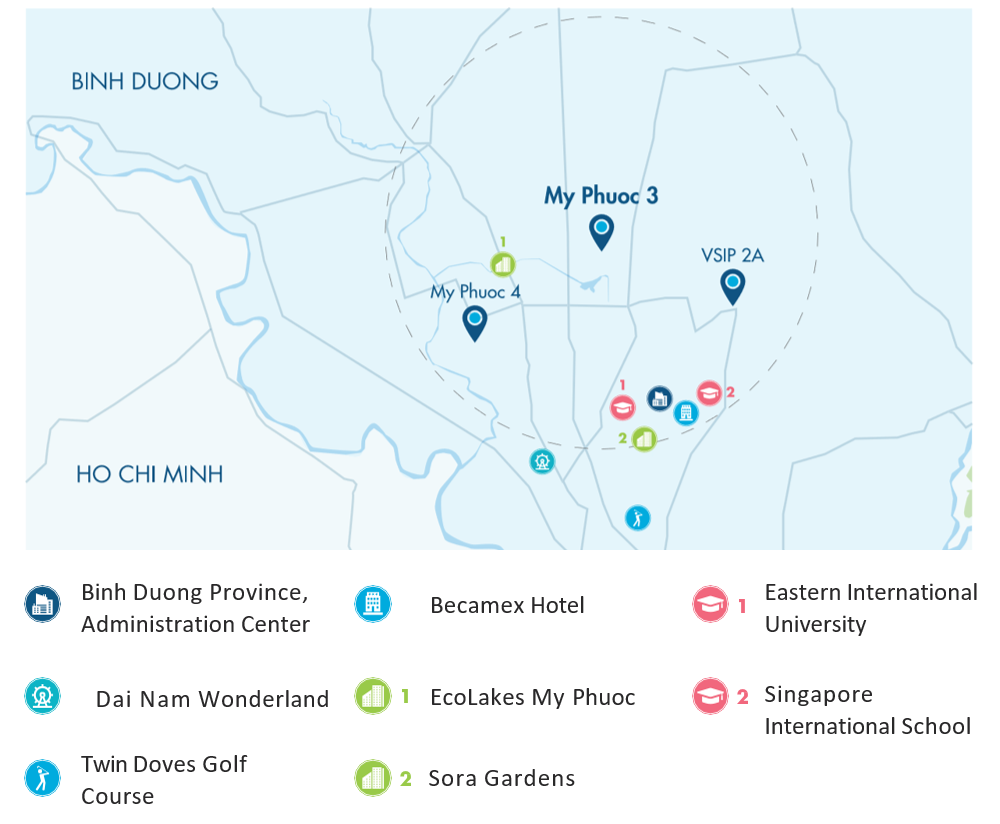 BINH DUONG
My Phuoc 3
1
VSIP 2A
My Phuoc 4
1
2
2
HO CHI MINH
Binh Duong Province,
Administration Center
Becamex Hotel
1 Eastern International
University
Dai Nam Wonderland
1 EcoLakes My Phuoc
2 Singapore
International School
Twin Doves Golf
Course
2 Sora Gardens